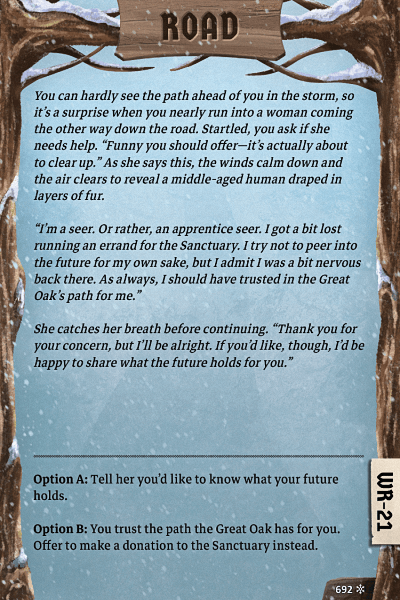 ROAD
You can hardly see the path ahead of you in the storm, so
it's a surprise when you nearly run into a woman coming
the other way down the road. Startled, you ask if she
needs help. “Funny you should offer—it's actually about
to clear up.” As she says this, the winds calm down and
the air clears to reveal a middle-aged human draped in
layers of fur.
“I'm a seer. Or rather, an apprentice seer. I got a bit lost
running an errand for the Sanctuary. I try not to peer into
the future for my own sake, but I admit I was a bit nervous
back there. As always, I should have trusted in the Great
Oak's path for me.”
She catches her breath before continuing. “Thank you for
your concern, but I'll be alright. If you'd like, though, I'd be
happy to share what the future holds for you.”
Option A: Tell her you'd like to know what your future
holds.
Option B: You trust the path the Great Oak has for you.
Offer to make a donation to the Sanctuary instead.
WR-21
692